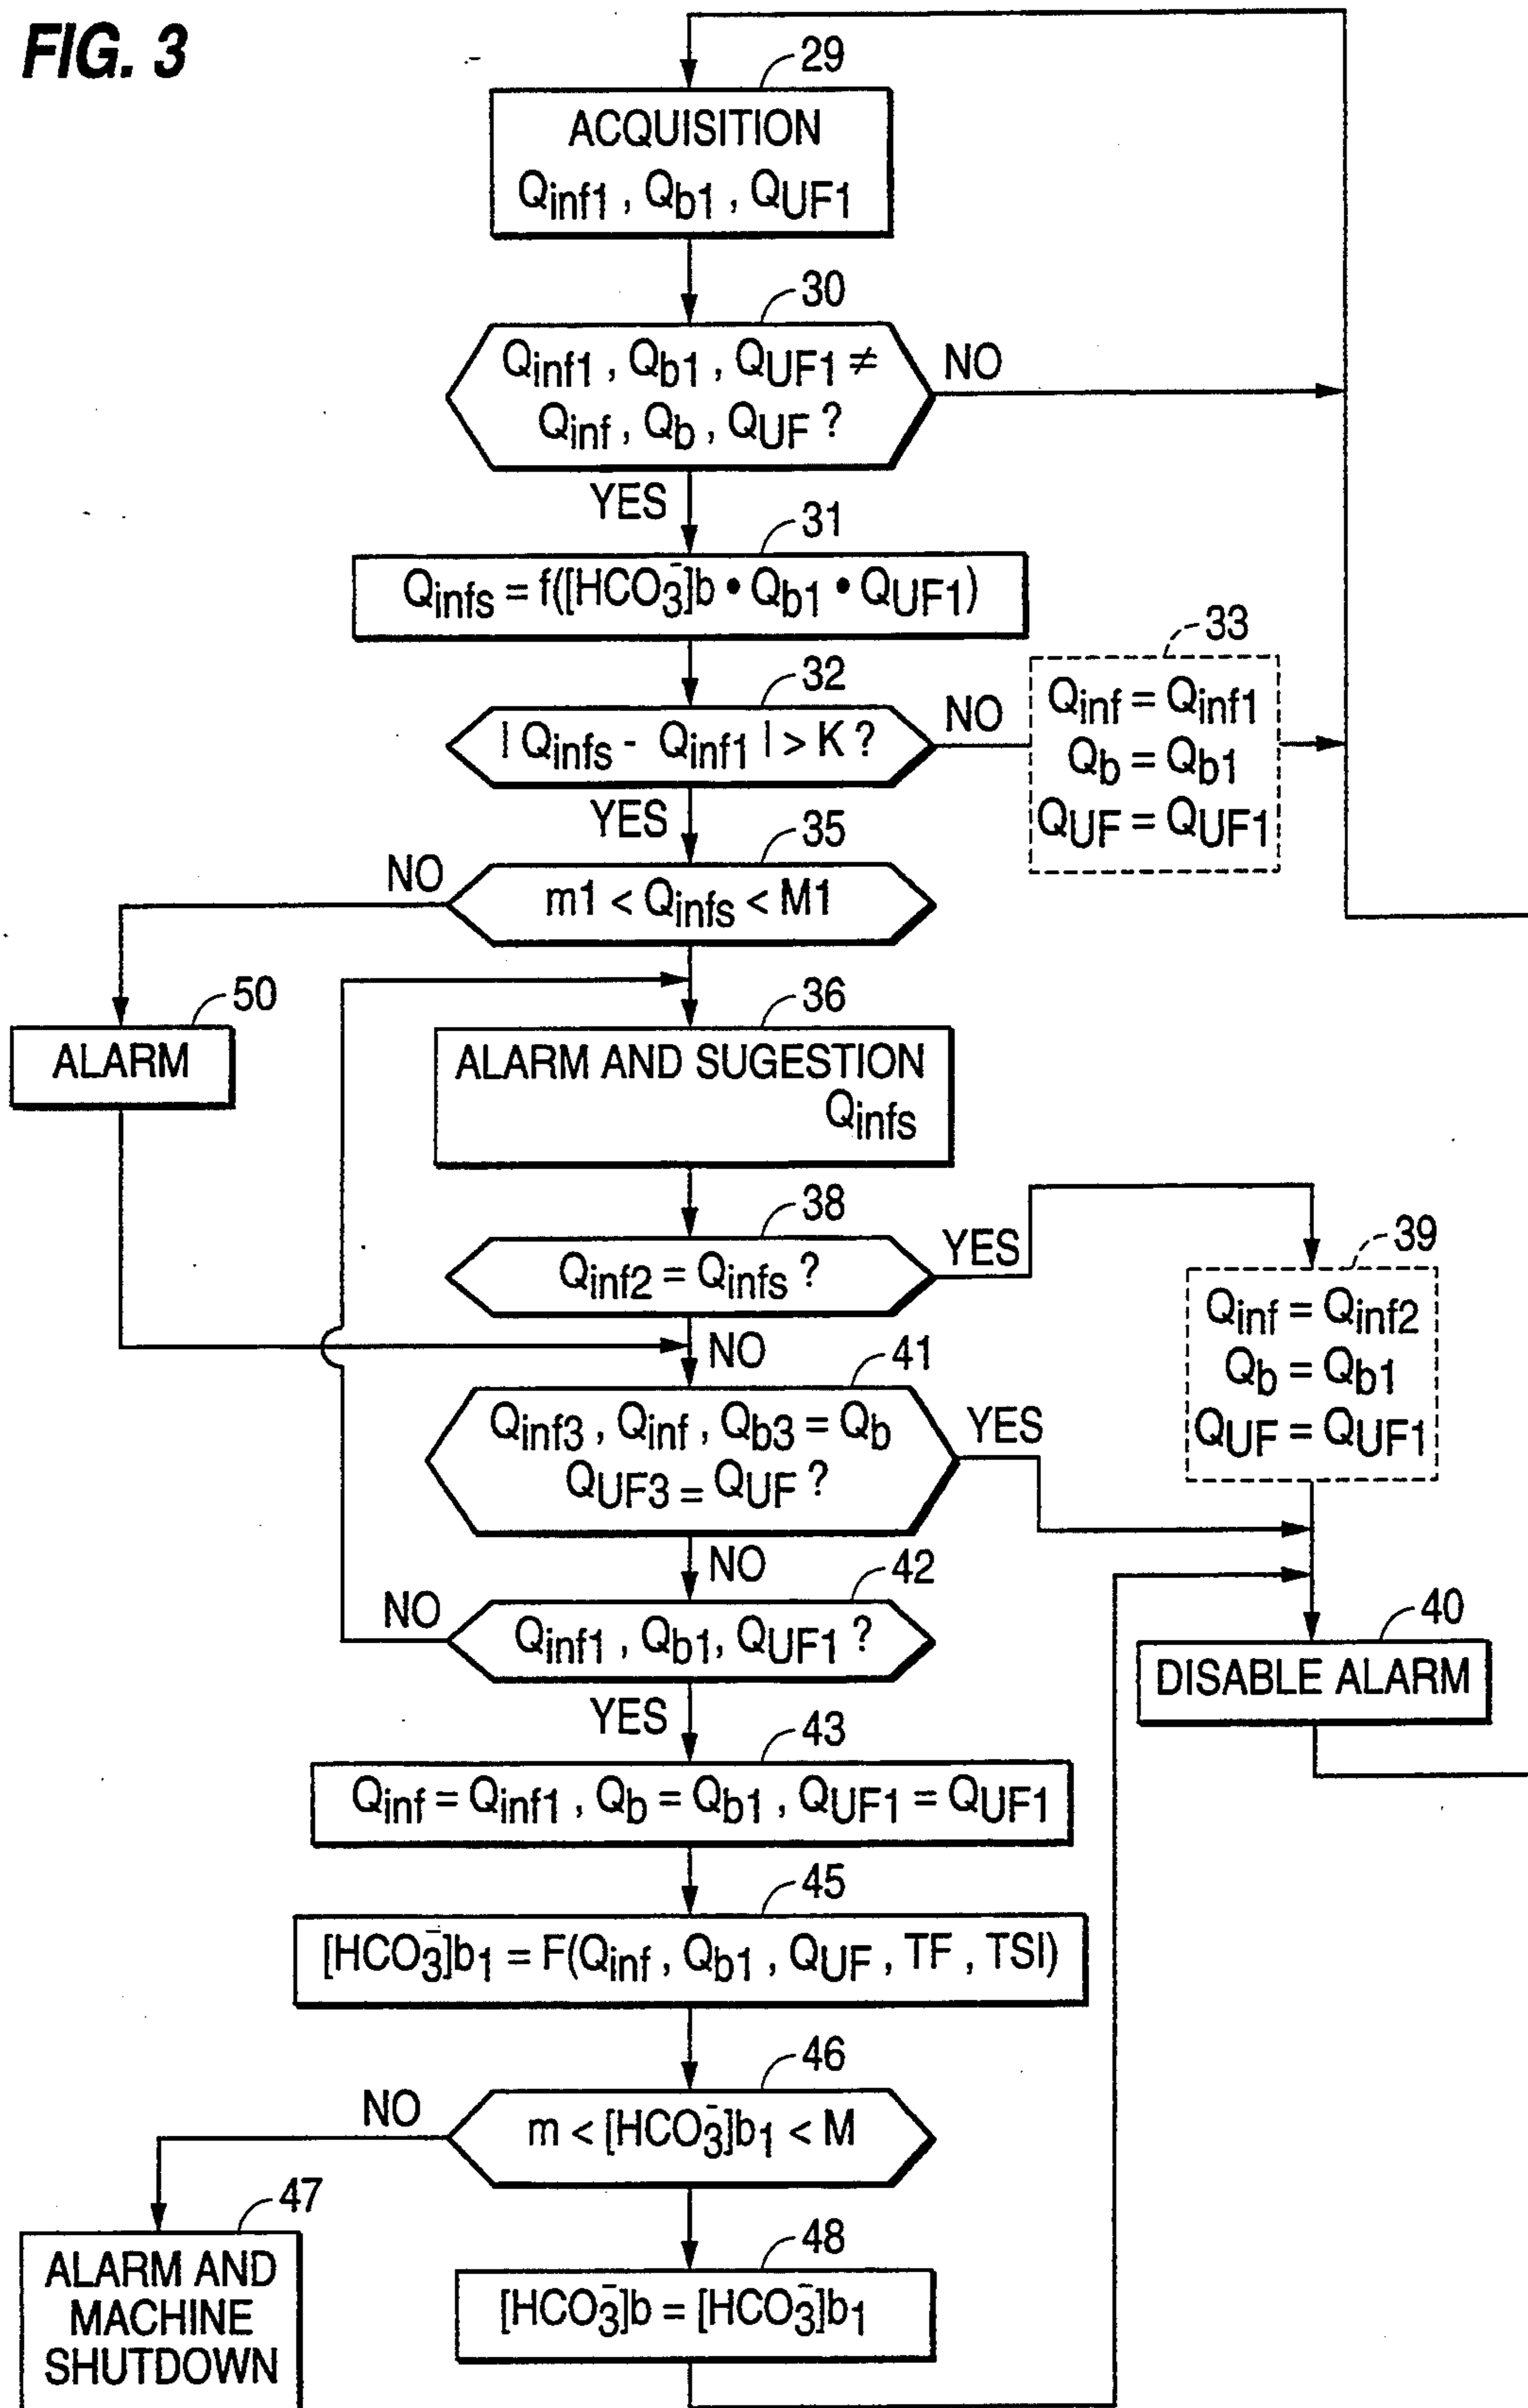 FIG. 3
29
ACQUISITION
Qinf1 , Qb1 , QUF1
30
Qinf1 , Qb1 , QUF1 ≠
Qinf , Qb , QUF ?
NO
YES
31
Qinfs = f([HCO3-]b • Qb1 • QUF1)
32
| Qinfs - Qinf1 | > K ?
NO
33
Qinf = Qinf1
Qb = Qb1
QUF = QUF1
YES
35
NO
m1 < Qinfs < M1
50
ALARM
36
ALARM AND SUGESTION
Qinfs
38
Qinf2 = Qinfs ?
YES
39
Qinf = Qinf2
Qb = Qb1
QUF = QUF1
NO
41
Qinf3 , Qinf , Qb3 = Qb
QUF3 = QUF ?
YES
NO
42
NO
Qinf1 , Qb1, QUF1 ?
40
DISABLE ALARM
YES
43
Qinf = Qinf1 , Qb = Qb1 , QUF1 = QUF1
45
[HCO3-]b1 = F(Qinf , Qb1 , QUF , TF , TSI)
46
NO
m < [HCO3-]b1 < M
47
ALARM AND
MACHINE
SHUTDOWN
48
[HCO3-]b = [HCO3-]b1